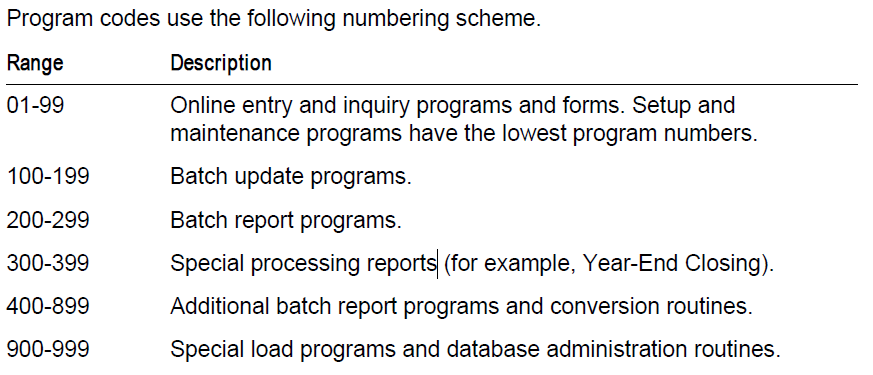 Program codes use the following numbering scheme.
Range Description
01-99 Online entry and inquiry programs and forms. Setup and
maintenance programs have the lowest program numbers.
100-199 Batch update programs.
200-299 Batch report programs.
300-399 Special processing reports (for example, Year-End Closing).
400-899 Additional batch report programs and conversion routines.
900-999 Special load programs and database administration routines.